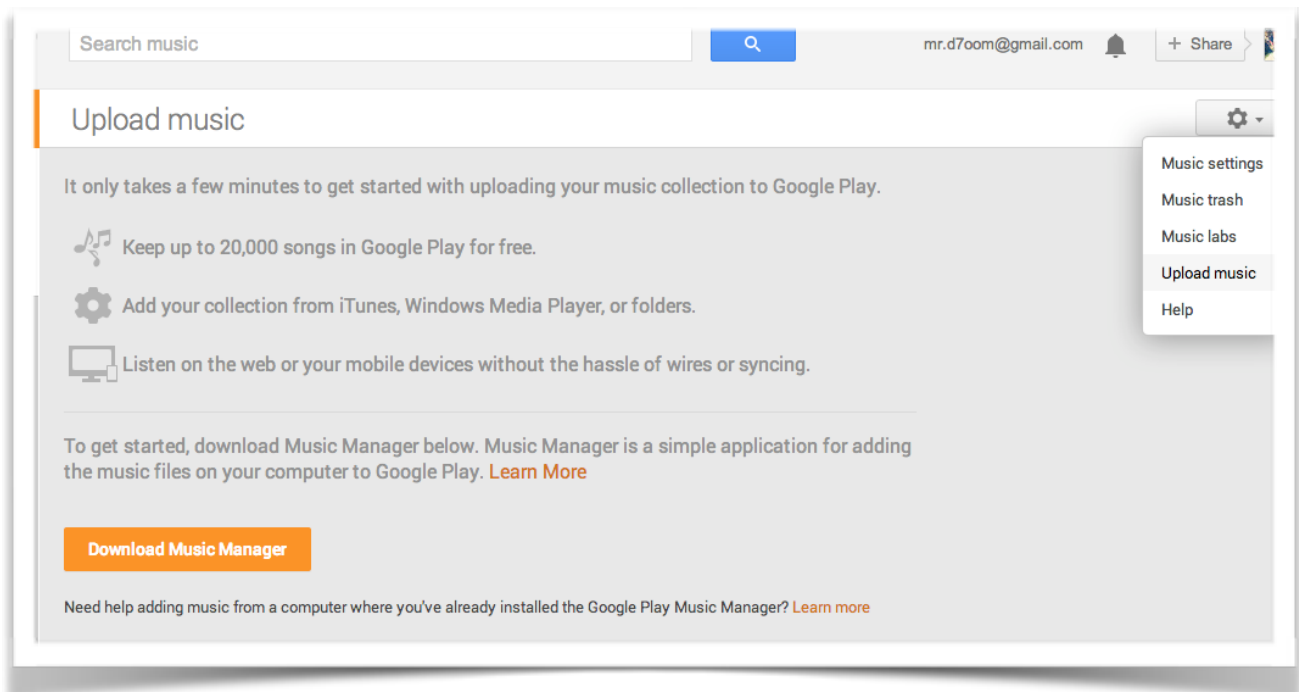 Search music
mr.d7oom@gmail.com
+ Share
Upload music
Music settings
Music trash
Music labs
Upload music
Help
It only takes a few minutes to get started with uploading your music collection to Google Play.
Keep up to 20,000 songs in Google Play for free.
Add your collection from iTunes, Windows Media Player, or folders.
Listen on the web or your mobile devices without the hassle of wires or syncing.
To get started, download Music Manager below. Music Manager is a simple application for adding
the music files on your computer to Google Play. Learn More
Download Music Manager
Need help adding music from a computer where you've already installed the Google Play Music Manager? Learn more